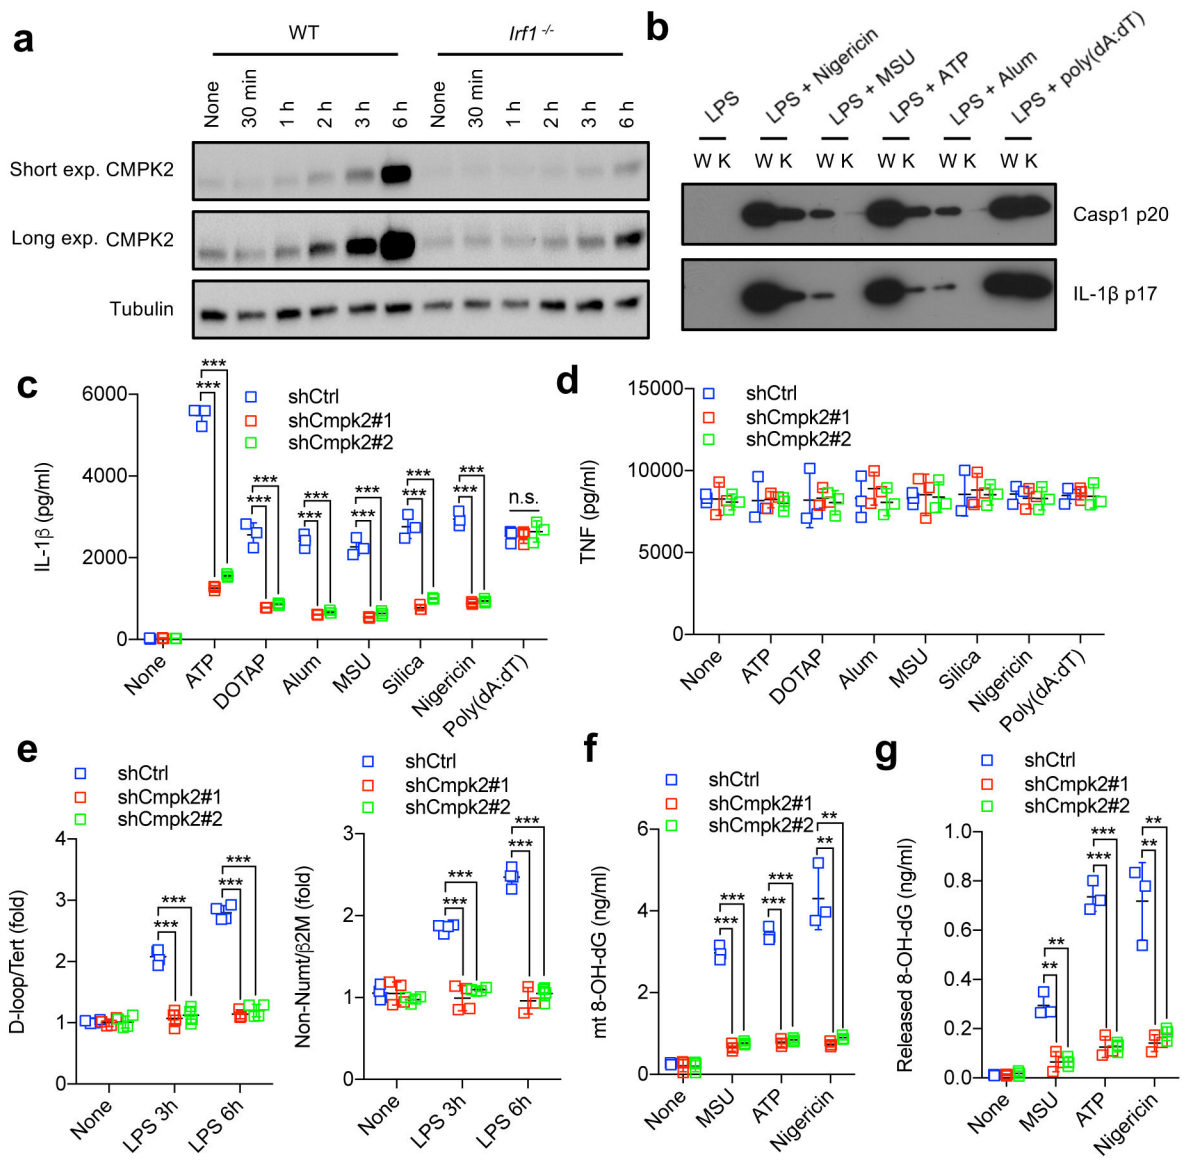 a
WT
Irf1 -/-
None
30 min
1 h
2 h
3 h
6 h
None
30 min
1 h
2 h
3 h
6 h
Short exp. CMPK2
Long exp. CMPK2
Tubulin
b
LPS
LPS + Nigericin
LPS + MSU
LPS + ATP
LPS + Alum
LPS + poly(dA:dT)
W K W K W K W K W K W K
Casp1 p20
IL-1β p17
c
IL-1β (pg/ml)
6000
4000
2000
0
shCtrl
shCmpk2#1
shCmpk2#2
***
***
***
***
***
***
***
***
***
***
***
***
n.s.
None
ATP
DOTAP
Alum
MSU
Silica
Nigericin
Poly(dA:dT)
d
TNF (pg/ml)
15000
10000
5000
0
shCtrl
shCmpk2#1
shCmpk2#2
None
ATP
DOTAP
Alum
MSU
Silica
Nigericin
Poly(dA:dT)
e
shCtrl
shCmpk2#1
shCmpk2#2
D-loop/Tert (fold)
4
3
2
1
0
***
***
***
***
None
LPS 3h
LPS 6h
shCtrl
shCmpk2#1
shCmpk2#2
Non-Numt/β2M (fold)
3
2
1
0
***
***
***
***
None
LPS 3h
LPS 6h
f
shCtrl
shCmpk2#1
shCmpk2#2
mt 8-OH-dG (ng/ml)
6
4
2
0
***
***
***
***
**
**
None
MSU
ATP
Nigericin
g
shCtrl
shCmpk2#1
shCmpk2#2
Released 8-OH-dG (ng/ml)
1.0
0.8
0.6
0.4
0.2
0.0
**
**
***
***
**
**
None
MSU
ATP
Nigericin